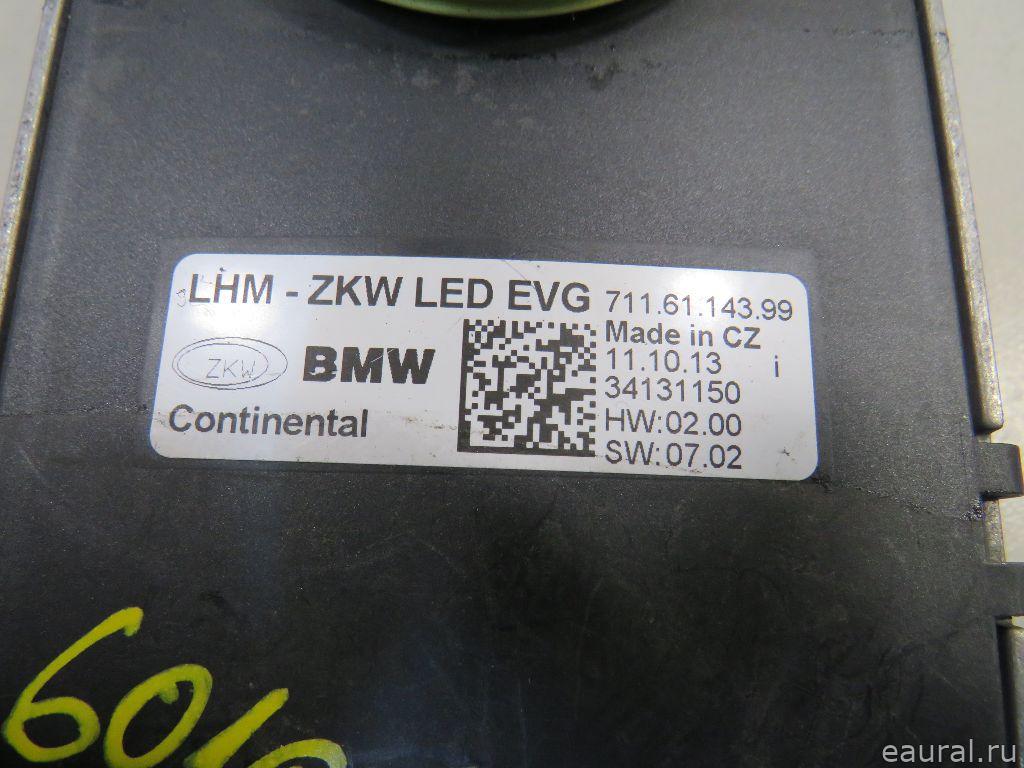 LHM - ZKW LED EVG 711.61.143.99
Made in CZ
ZKW BMW 11.10.13 i
34131150
Continental HW:02.00
SW:07.02
eaural.ru